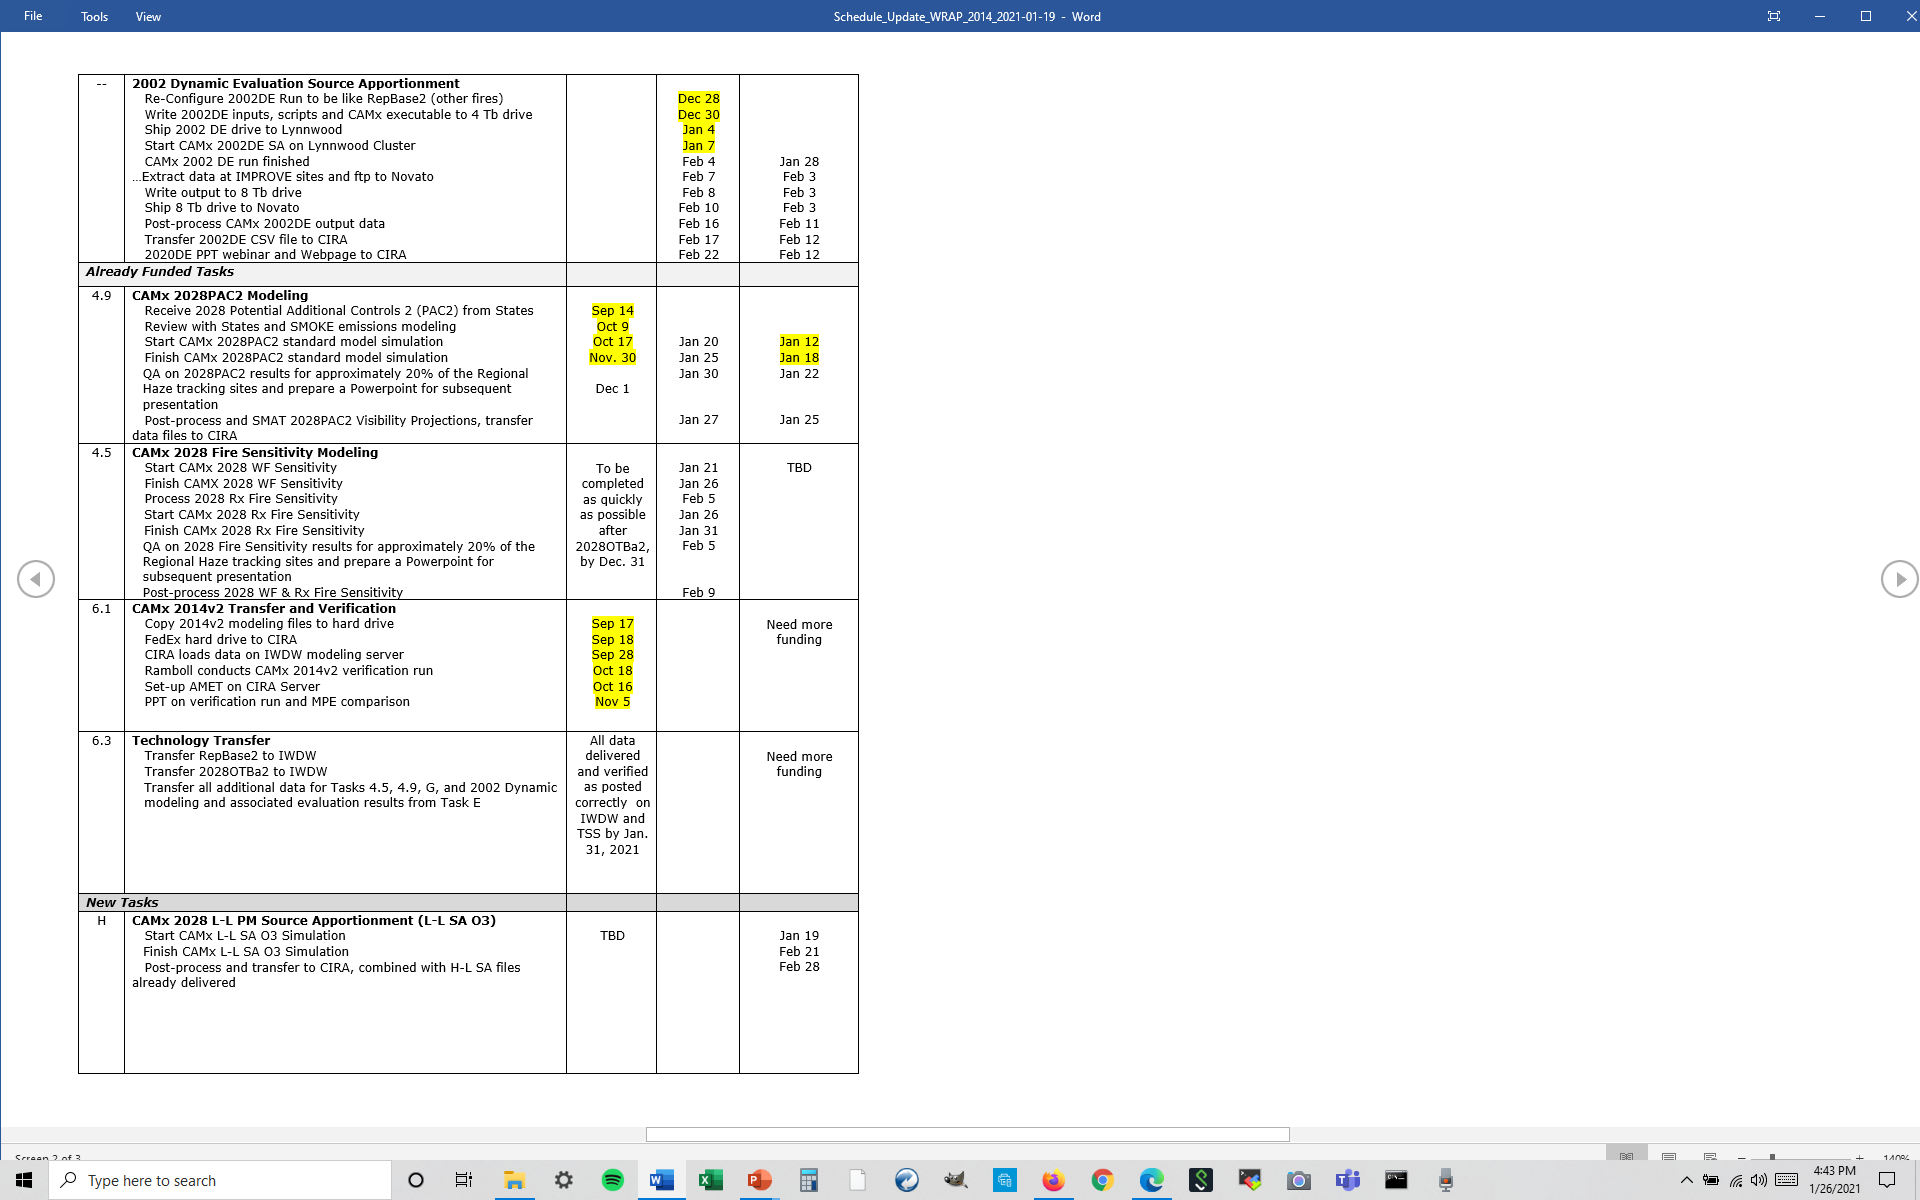 File Tools View Schedule_Update_WRAP_2014_2021-01-19 - Word
-- 2002 Dynamic Evaluation Source Apportionment
Re-Configure 2002DE Run to be like RepBase2 (other fires) Dec 28
Write 2002DE inputs, scripts and CAMx executable to 4 Tb drive Dec 30
Ship 2002 DE drive to Lynnwood Jan 4
Start CAMx 2002DE SA on Lynnwood Cluster Jan 7
CAMx 2002 DE run finished Feb 4 Jan 28
...Extract data at IMPROVE sites and ftp to Novato Feb 7 Feb 3
Write output to 8 Tb drive Feb 8 Feb 3
Ship 8 Tb drive to Novato Feb 10 Feb 3
Post-process CAMx 2002DE output data Feb 16 Feb 11
Transfer 2002DE CSV file to CIRA Feb 17 Feb 12
2020DE PPT webinar and Webpage to CIRA Feb 22 Feb 12
Already Funded Tasks
4.9 CAMx 2028PAC2 Modeling
Receive 2028 Potential Additional Controls 2 (PAC2) from States Sep 14
Review with States and SMOKE emissions modeling Oct 9
Start CAMx 2028PAC2 standard model simulation Oct 17 Jan 20 Jan 12
Finish CAMx 2028PAC2 standard model simulation Nov. 30 Jan 25 Jan 18
QA on 2028PAC2 results for approximately 20% of the Regional Jan 30 Jan 22
Haze tracking sites and prepare a Powerpoint for subsequent Dec 1
presentation
Post-process and SMAT 2028PAC2 Visibility Projections, transfer Jan 27 Jan 25
data files to CIRA
4.5 CAMx 2028 Fire Sensitivity Modeling
Start CAMx 2028 WF Sensitivity To be Jan 21 TBD
Finish CAMX 2028 WF Sensitivity completed Jan 26
Process 2028 Rx Fire Sensitivity as quickly Feb 5
Start CAMx 2028 Rx Fire Sensitivity as possible Jan 26
Finish CAMx 2028 Rx Fire Sensitivity after Jan 31
QA on 2028 Fire Sensitivity results for approximately 20% of the 2028OTBa2, Feb 5
Regional Haze tracking sites and prepare a Powerpoint for by Dec. 31
subsequent presentation
Post-process 2028 WF & Rx Fire Sensitivity Feb 9
6.1 CAMx 2014v2 Transfer and Verification
Copy 2014v2 modeling files to hard drive Sep 17 Need more
FedEx hard drive to CIRA Sep 18 funding
CIRA loads data on IWDW modeling server Sep 28
Ramboll conducts CAMx 2014v2 verification run Oct 18
Set-up AMET on CIRA Server Oct 16
PPT on verification run and MPE comparison Nov 5
6.3 Technology Transfer All data
Transfer RepBase2 to IWDW delivered Need more
Transfer 2028OTBa2 to IWDW and verified funding
Transfer all additional data for Tasks 4.5, 4.9, G, and 2002 Dynamic as posted
modeling and associated evaluation results from Task E correctly on
IWDW and
TSS by Jan.
31, 2021
New Tasks
H CAMx 2028 L-L PM Source Apportionment (L-L SA O3)
Start CAMx L-L SA O3 Simulation TBD Jan 19
Finish CAMx L-L SA O3 Simulation Feb 21
Post-process and transfer to CIRA, combined with H-L SA files Feb 28
already delivered
Screen 2 of 3 140%
Type here to search 4:43 PM
1/26/2021